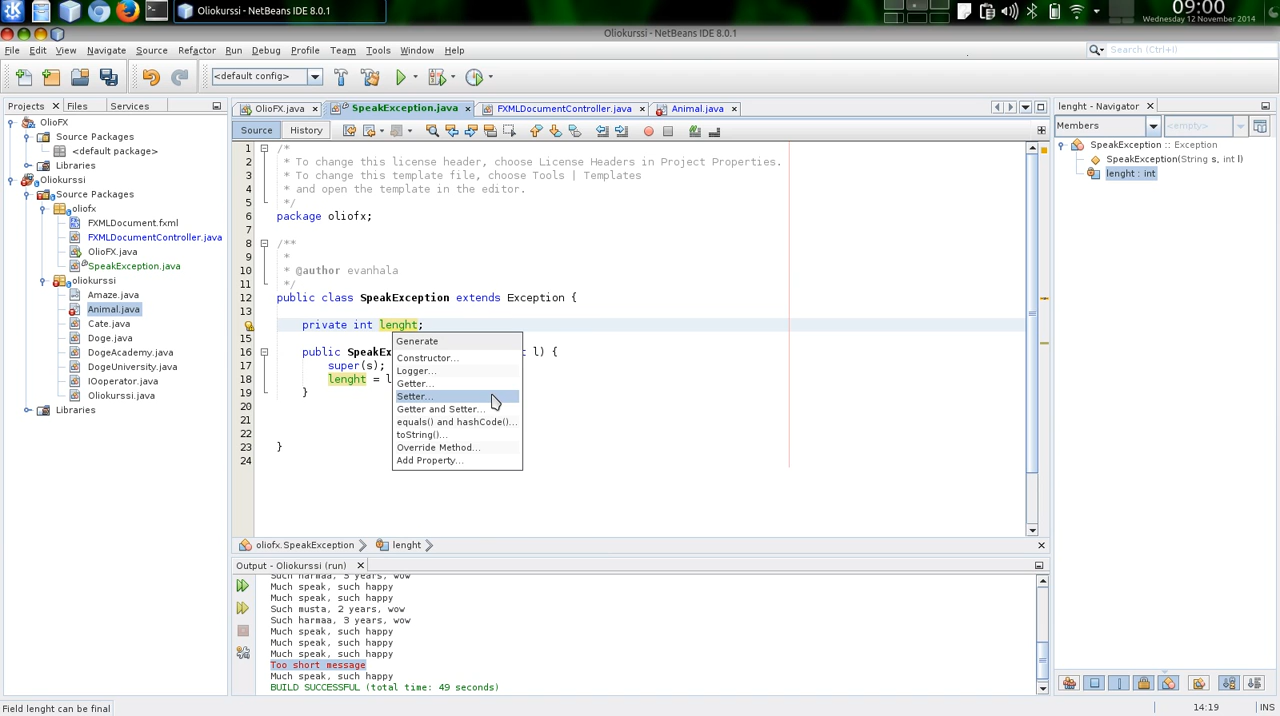 Oliokurssi - NetBeans IDE 8.0.1
09:00
Wednesday 12 November 2014
Oliokurssi - NetBeans IDE 8.0.1
File Edit View Navigate Source Refactor Run Debug Profile Team Tools Window Help
Search (Ctrl+I)
<default config>
Projects Files Services
OlioFX
Source Packages
<default package>
Libraries
Oliokurssi
Source Packages
oliofx
FXMLDocument.fxml
FXMLDocumentController.java
OlioFX.java
SpeakException.java
oliokurssi
Amaze.java
Animal.java
Cate.java
Doge.java
DogeAcademy.java
DogeUniversity.java
IOperator.java
Oliokurssi.java
Libraries
OlioFX.java SpeakException.java FXMLDocumentController.java Animal.java
Source History
1 /*
2 * To change this license header, choose License Headers in Project Properties.
3 * To change this template file, choose Tools | Templates
4 * and open the template in the editor.
5 */
6 package oliofx;
7
8 /**
9 *
10 * @author evanhala
11 */
12 public class SpeakException extends Exception {
13
private int lenght;
15
16 public SpeakEx t l) {
17 super(s);
18 lenght = l
19 }
20
21
22
23 }
24
Generate
Constructor...
Logger...
Getter...
Setter...
Getter and Setter...
equals() and hashCode()...
toString()...
Override Method...
Add Property...
oliofx.SpeakException lenght
Output - Oliokurssi (run)
Such harmaa, 5 years, wow
Much speak, such happy
Much speak, such happy
Such musta, 2 years, wow
Such harmaa, 3 years, wow
Much speak, such happy
Much speak, such happy
Much speak, such happy
Too short message
Much speak, such happy
BUILD SUCCESSFUL (total time: 49 seconds)
lenght - Navigator
Members <empty>
SpeakException :: Exception
SpeakException(String s, int l)
lenght : int
Field lenght can be final
14:19 INS